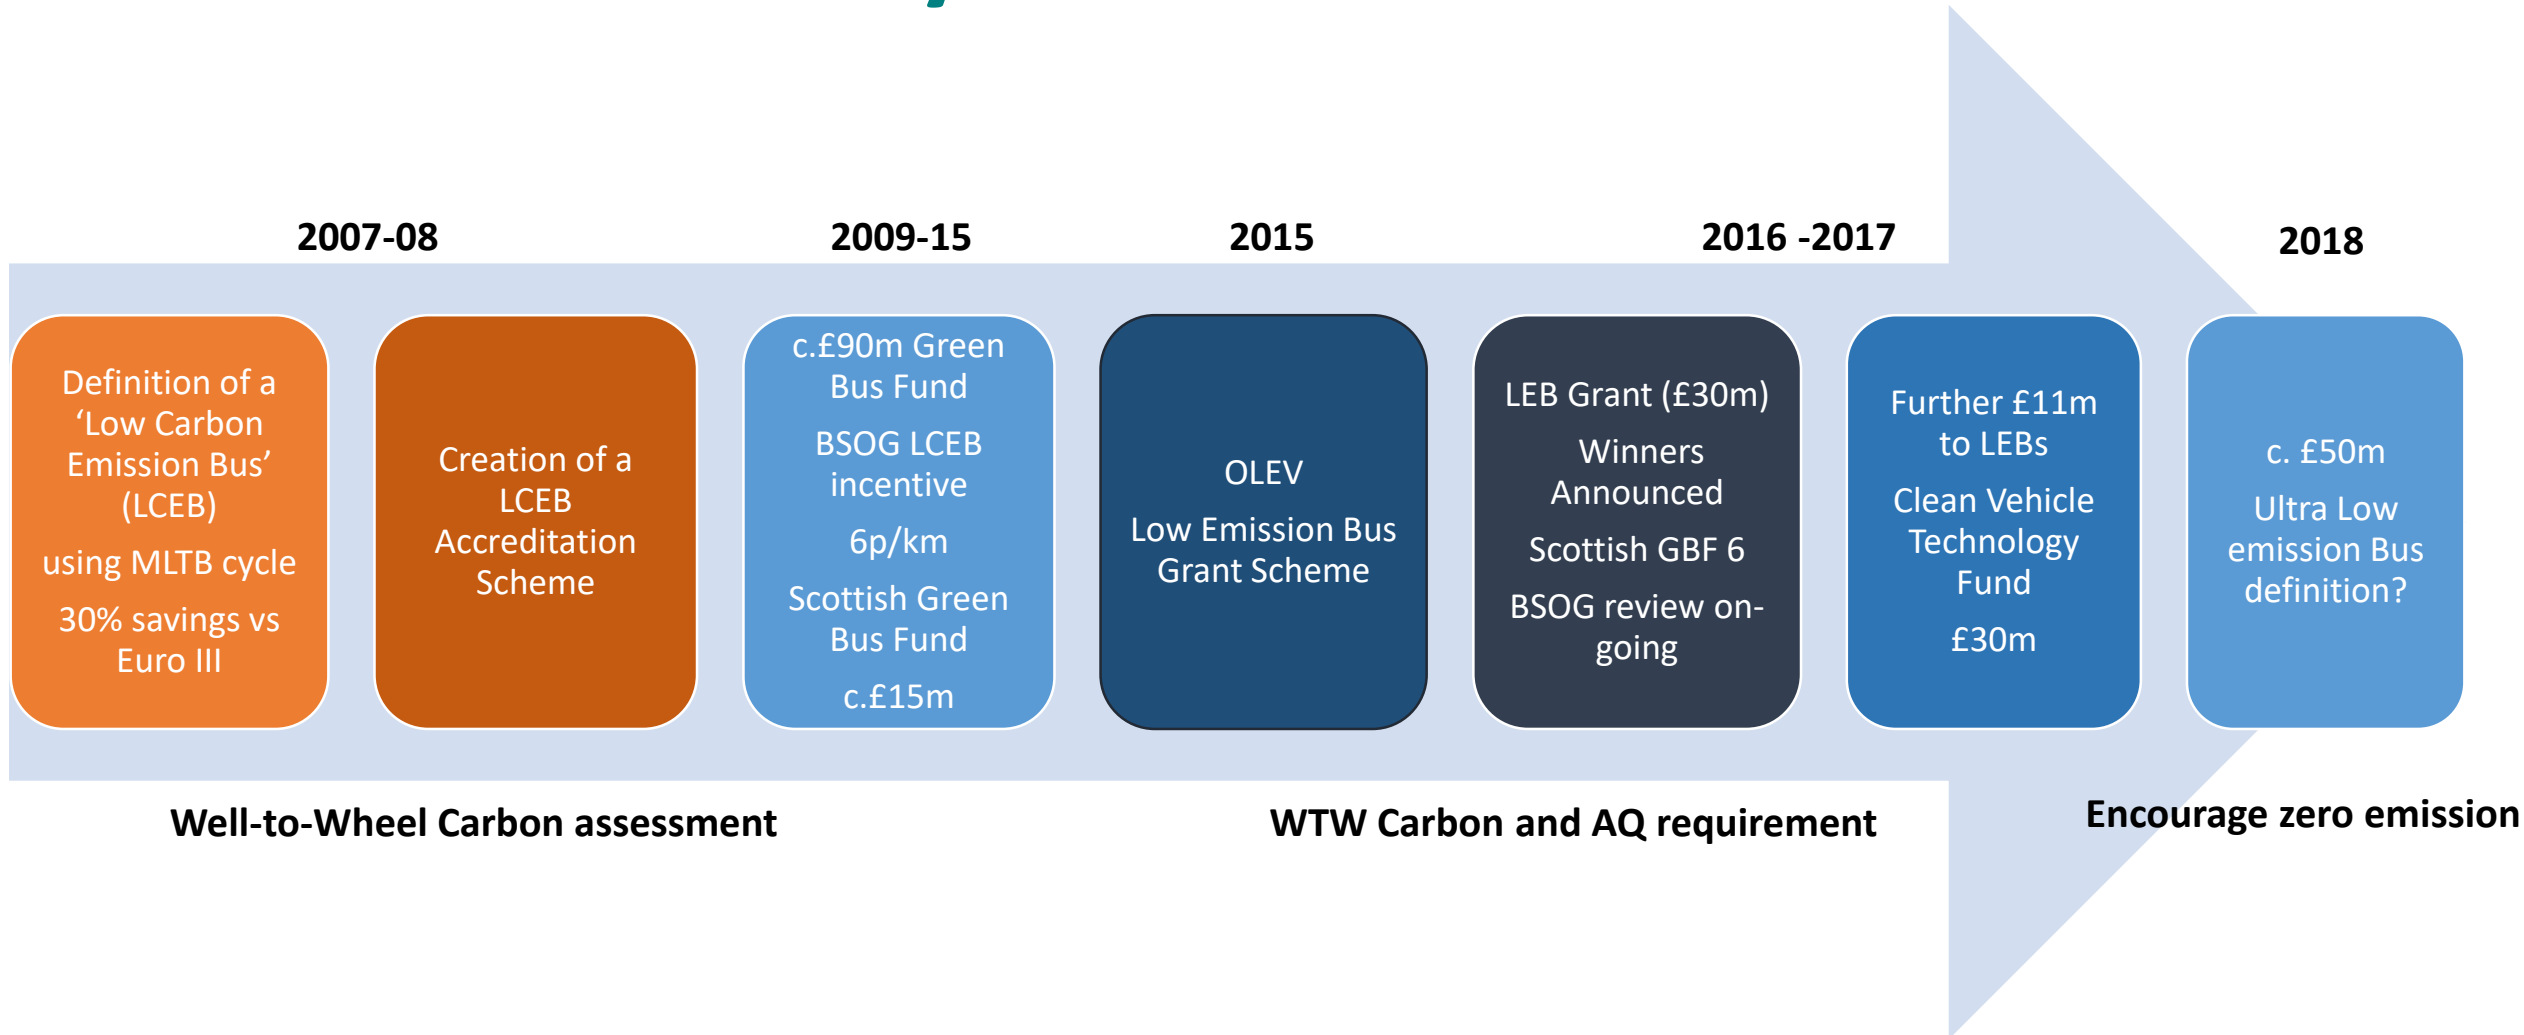 2007-08
2009-15
2015
2016 -2017
2018
Definition of a
‘Low Carbon
Emission Bus’
(LCEB)
using MLTB cycle
30% savings vs
Euro III
Creation of a
LCEB
Accreditation
Scheme
c.£90m Green
Bus Fund
BSOG LCEB
incentive
6p/km
Scottish Green
Bus Fund
c.£15m
OLEV
Low Emission Bus
Grant Scheme
LEB Grant (£30m)
Winners
Announced
Scottish GBF 6
BSOG review on-
going
Further £11m
to LEBs
Clean Vehicle
Technology
Fund
£30m
c. £50m
Ultra Low
emission Bus
definition?
Well-to-Wheel Carbon assessment
WTW Carbon and AQ requirement
Encourage zero emission